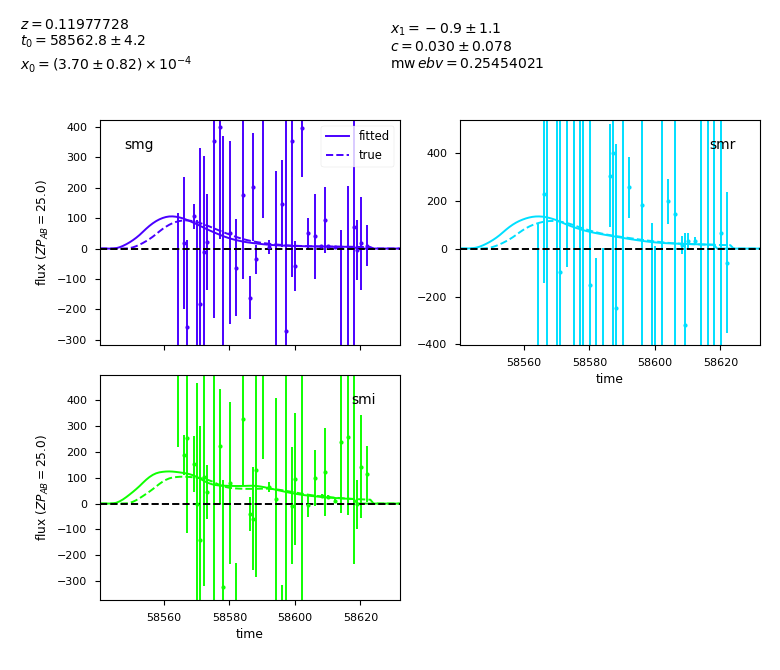 z = 0.11977728
t₀ = 58562.8 ± 4.2
x₀ = (3.70 ± 0.82) × 10⁻⁴
x₁ = −0.9 ± 1.1
c = 0.030 ± 0.078
mw ebv = 0.25454021
smg
fitted
true
400
300
200
100
0
−100
−200
−300
flux (ZP_AB = 25.0)
smr
400
200
0
−200
−400
58560 58580 58600 58620
time
smi
400
300
200
100
0
−100
−200
−300
flux (ZP_AB = 25.0)
58560 58580 58600 58620
time